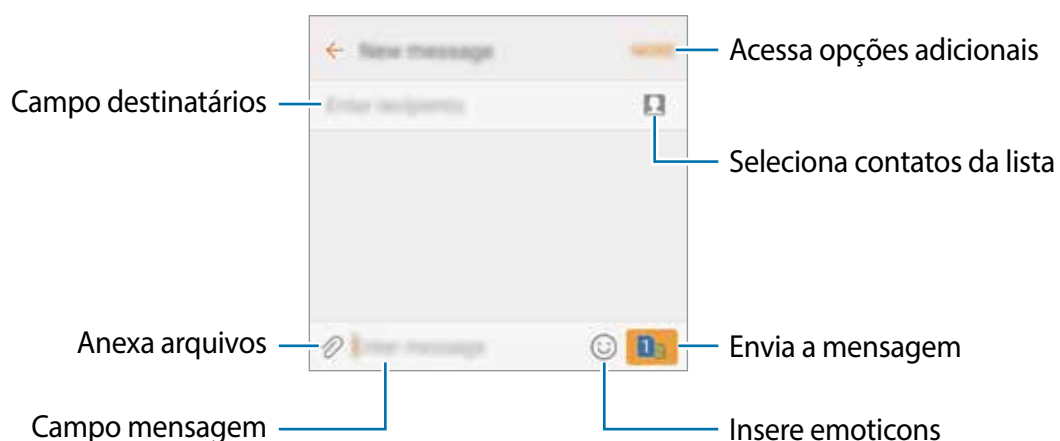 New message
Acessa opções adicionais
Campo destinatários
Enter recipients
Seleciona contatos da lista
Anexa arquivos
Enter message
1
Envia a mensagem
Campo mensagem
Insere emoticons